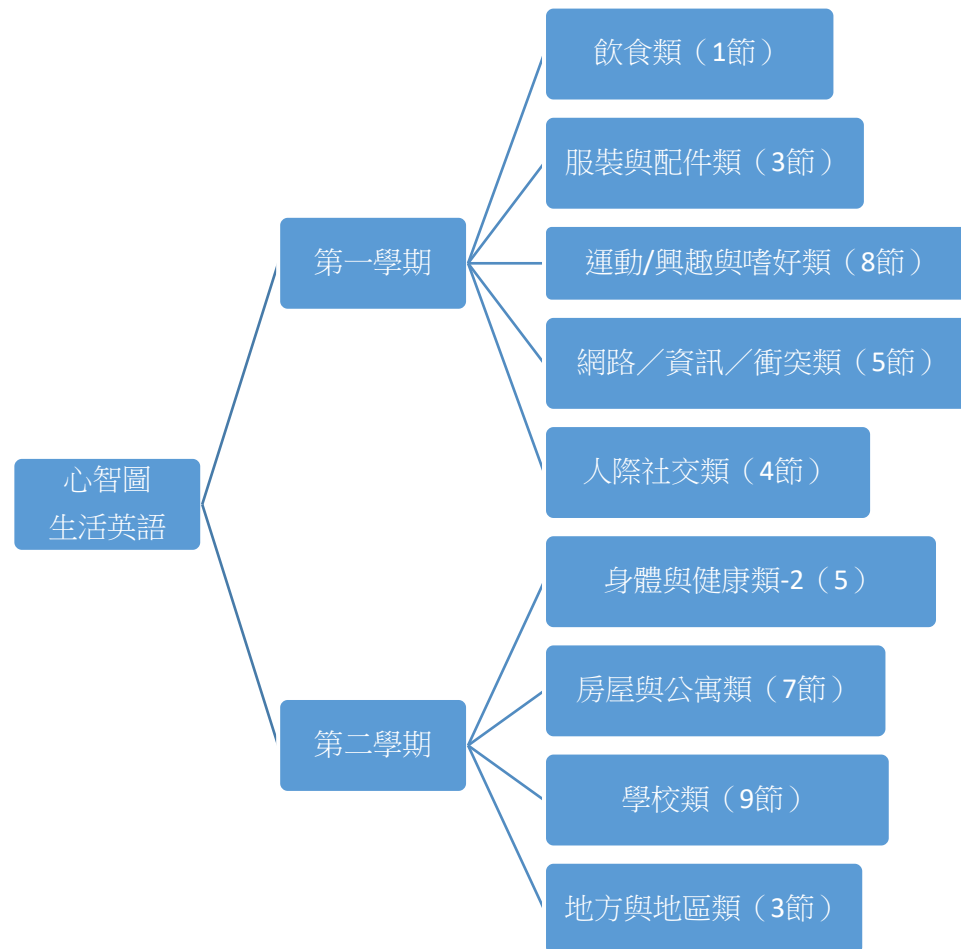 心智圖
生活英語
第一學期
飲食類（1節）
服裝與配件類（3節）
運動/興趣與嗜好類（8節）
網路／資訊／衝突類（5節）
人際社交類（4節）
第二學期
身體與健康類-2（5）
房屋與公寓類（7節）
學校類（9節）
地方與地區類（3節）